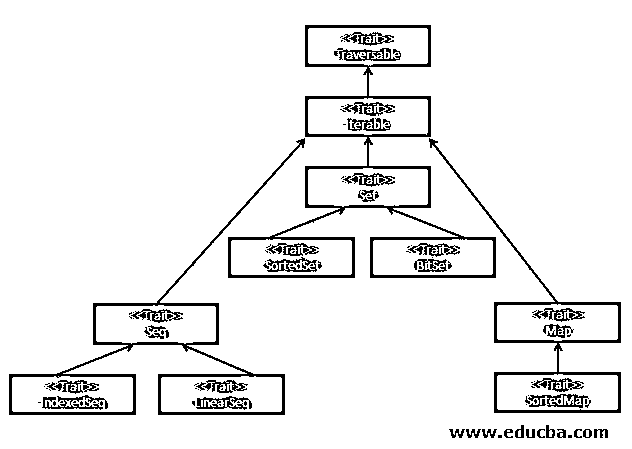 <<Trait>>
Traversable
<<Trait>>
Iterable
<<Trait>>
Set
<<Trait>>
SortedSet
<<Trait>>
BitSet
<<Trait>>
Seq
<<Trait>>
Map
<<Trait>>
IndexedSeq
<<Trait>>
LinearSeq
<<Trait>>
SortedMap
www.educba.com